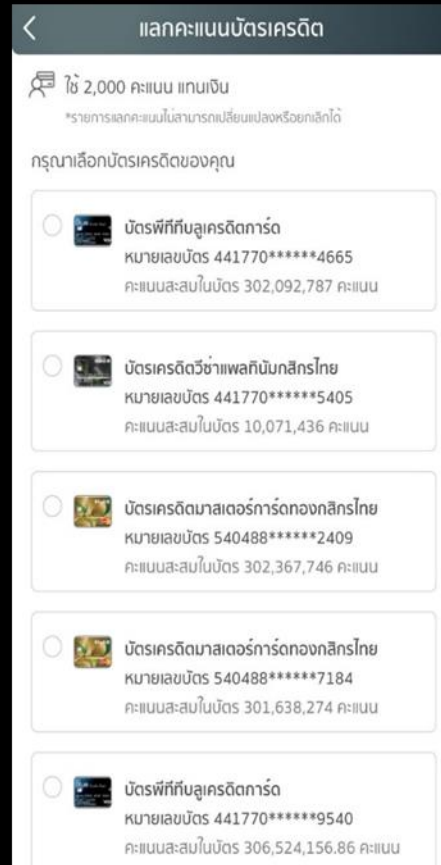 แลกคะแนนบัตรเครดิต
ใช้ 2,000 คะแนน แทนเงิน
*รายการแลกคะแนนไม่สามารถเปลี่ยนแปลงหรือยกเลิกได้
กรุณาเลือกบัตรเครดิตของคุณ
บัตรพีทีทีบลูเครดิตการ์ด
หมายเลขบัตร 441770******4665
คะแนนสะสมในบัตร 302,092,787 คะแนน
บัตรเครดิตวีซ่าแพลทินัมกสิกรไทย
หมายเลขบัตร 441770******5405
คะแนนสะสมในบัตร 10,071,436 คะแนน
บัตรเครดิตมาสเตอร์การ์ดทองกสิกรไทย
หมายเลขบัตร 540488******2409
คะแนนสะสมในบัตร 302,367,746 คะแนน
บัตรเครดิตมาสเตอร์การ์ดทองกสิกรไทย
หมายเลขบัตร 540488******7184
คะแนนสะสมในบัตร 301,638,274 คะแนน
บัตรพีทีทีบลูเครดิตการ์ด
หมายเลขบัตร 441770******9540
คะแนนสะสมในบัตร 306,524,156.86 คะแนน